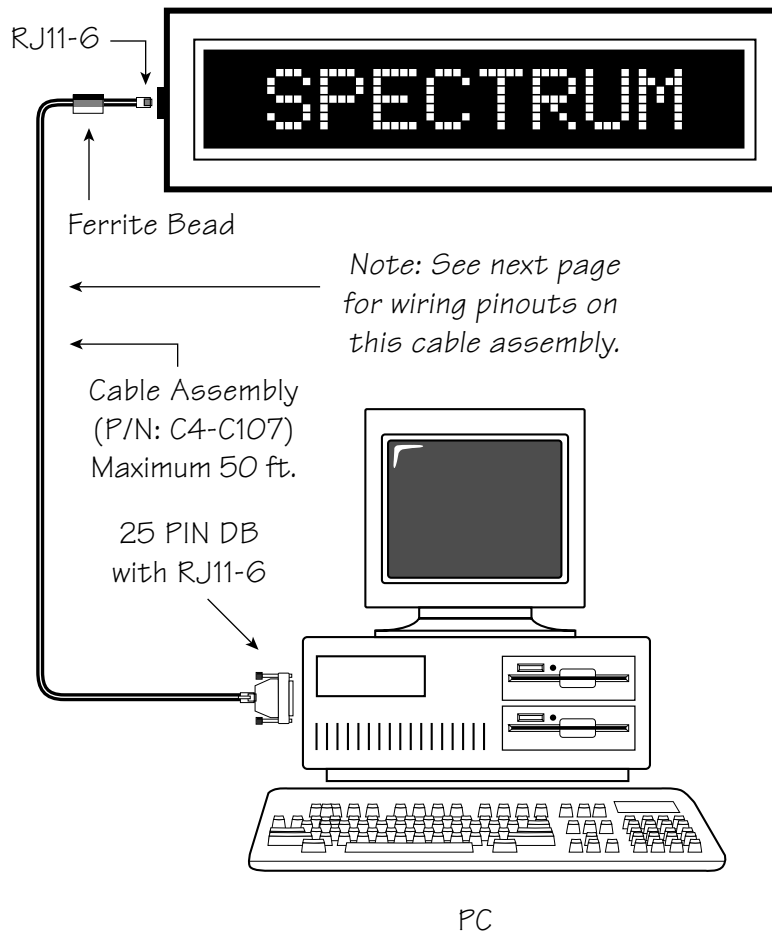 RJ11-6
SPECTRUM
Ferrite Bead
Note: See next page
for wiring pinouts on
this cable assembly.
Cable Assembly
(P/N: C4-C107)
Maximum 50 ft.
25 PIN DB
with RJ11-6
PC